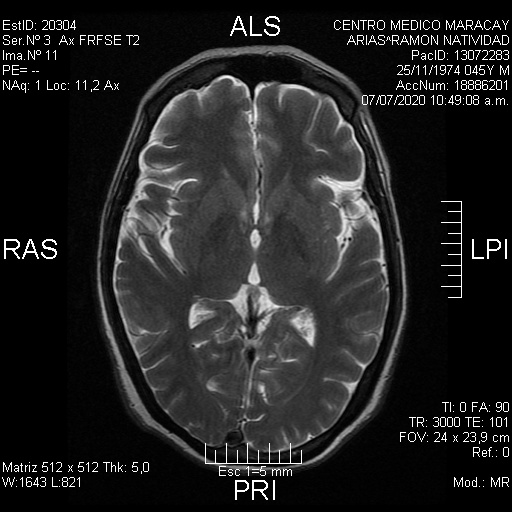 EstID: 20304
Ser.Nº 3 Ax FRFSE T2
Ima.Nº 11
PE= --
NAq: 1 Loc: 11,2 Ax
ALS
CENTRO MEDICO MARACAY
ARIAS^RAMON NATIVIDAD
PacID: 13072283
25/11/1974 045Y M
AccNum: 18886201
07/07/2020 10:49:08 a.m.
RAS
LPI
TI: 0 FA: 90
TR: 3000 TE: 101
FOV: 24 x 23,9 cm
Ref.: 0
Mod.: MR
Matriz 512 x 512 Thk: 5,0
W:1643 L:821
Esc 1=5 mm
PRI